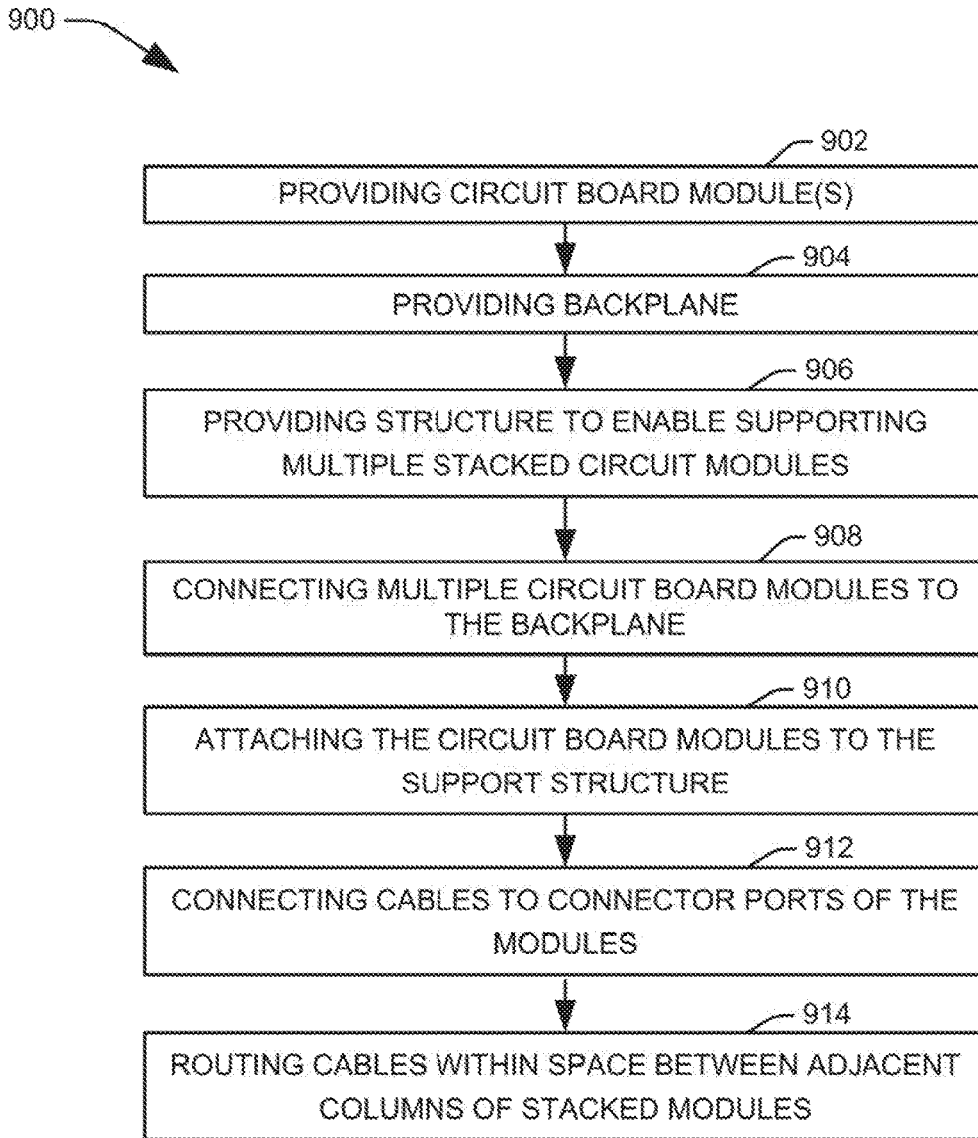 900
902
PROVIDING CIRCUIT BOARD MODULE(S)
904
PROVIDING BACKPLANE
906
PROVIDING STRUCTURE TO ENABLE SUPPORTING
MULTIPLE STACKED CIRCUIT MODULES
908
CONNECTING MULTIPLE CIRCUIT BOARD MODULES TO
THE BACKPLANE
910
ATTACHING THE CIRCUIT BOARD MODULES TO THE
SUPPORT STRUCTURE
912
CONNECTING CABLES TO CONNECTOR PORTS OF THE
MODULES
914
ROUTING CABLES WITHIN SPACE BETWEEN ADJACENT
COLUMNS OF STACKED MODULES